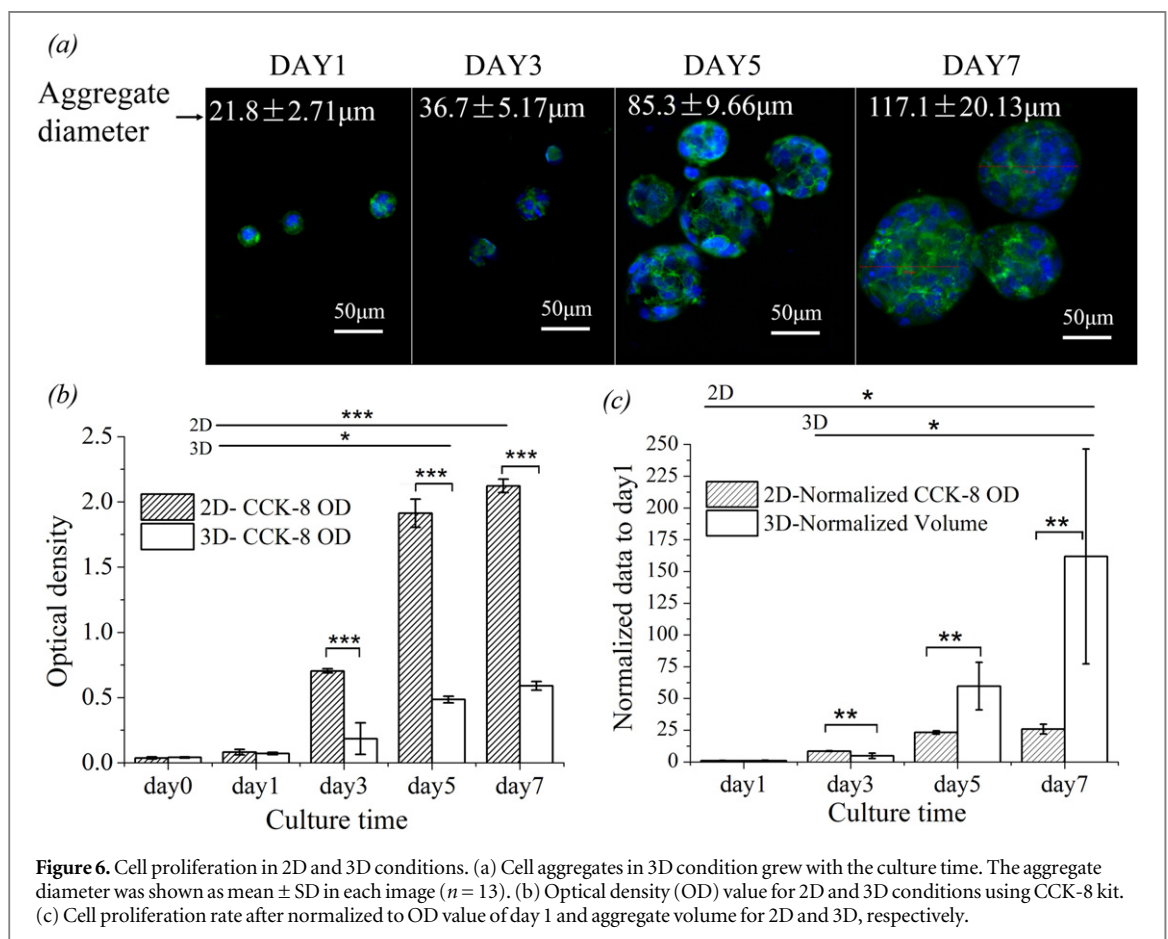 (a)
DAY1 DAY3 DAY5 DAY7
Aggregate
diameter
21.8±2.71μm 36.7±5.17μm 85.3±9.66μm 117.1±20.13μm
50μm 50μm 50μm 50μm
(b)
2D ***
3D *
2.5
2.0
1.5
1.0
0.5
0.0
Optical density
2D- CCK-8 OD
3D- CCK-8 OD
*** *** ***
day0 day1 day3 day5 day7
Culture time
(c)
2D *
3D *
250
225
200
175
150
125
100
75
50
25
0
Normalized data to day1
2D-Normalized CCK-8 OD
3D-Normalized Volume
** ** **
day1 day3 day5 day7
Culture time
Figure 6. Cell proliferation in 2D and 3D conditions. (a) Cell aggregates in 3D condition grew with the culture time. The aggregate
diameter was shown as mean ± SD in each image (n = 13). (b) Optical density (OD) value for 2D and 3D conditions using CCK-8 kit.
(c) Cell proliferation rate after normalized to OD value of day 1 and aggregate volume for 2D and 3D, respectively.